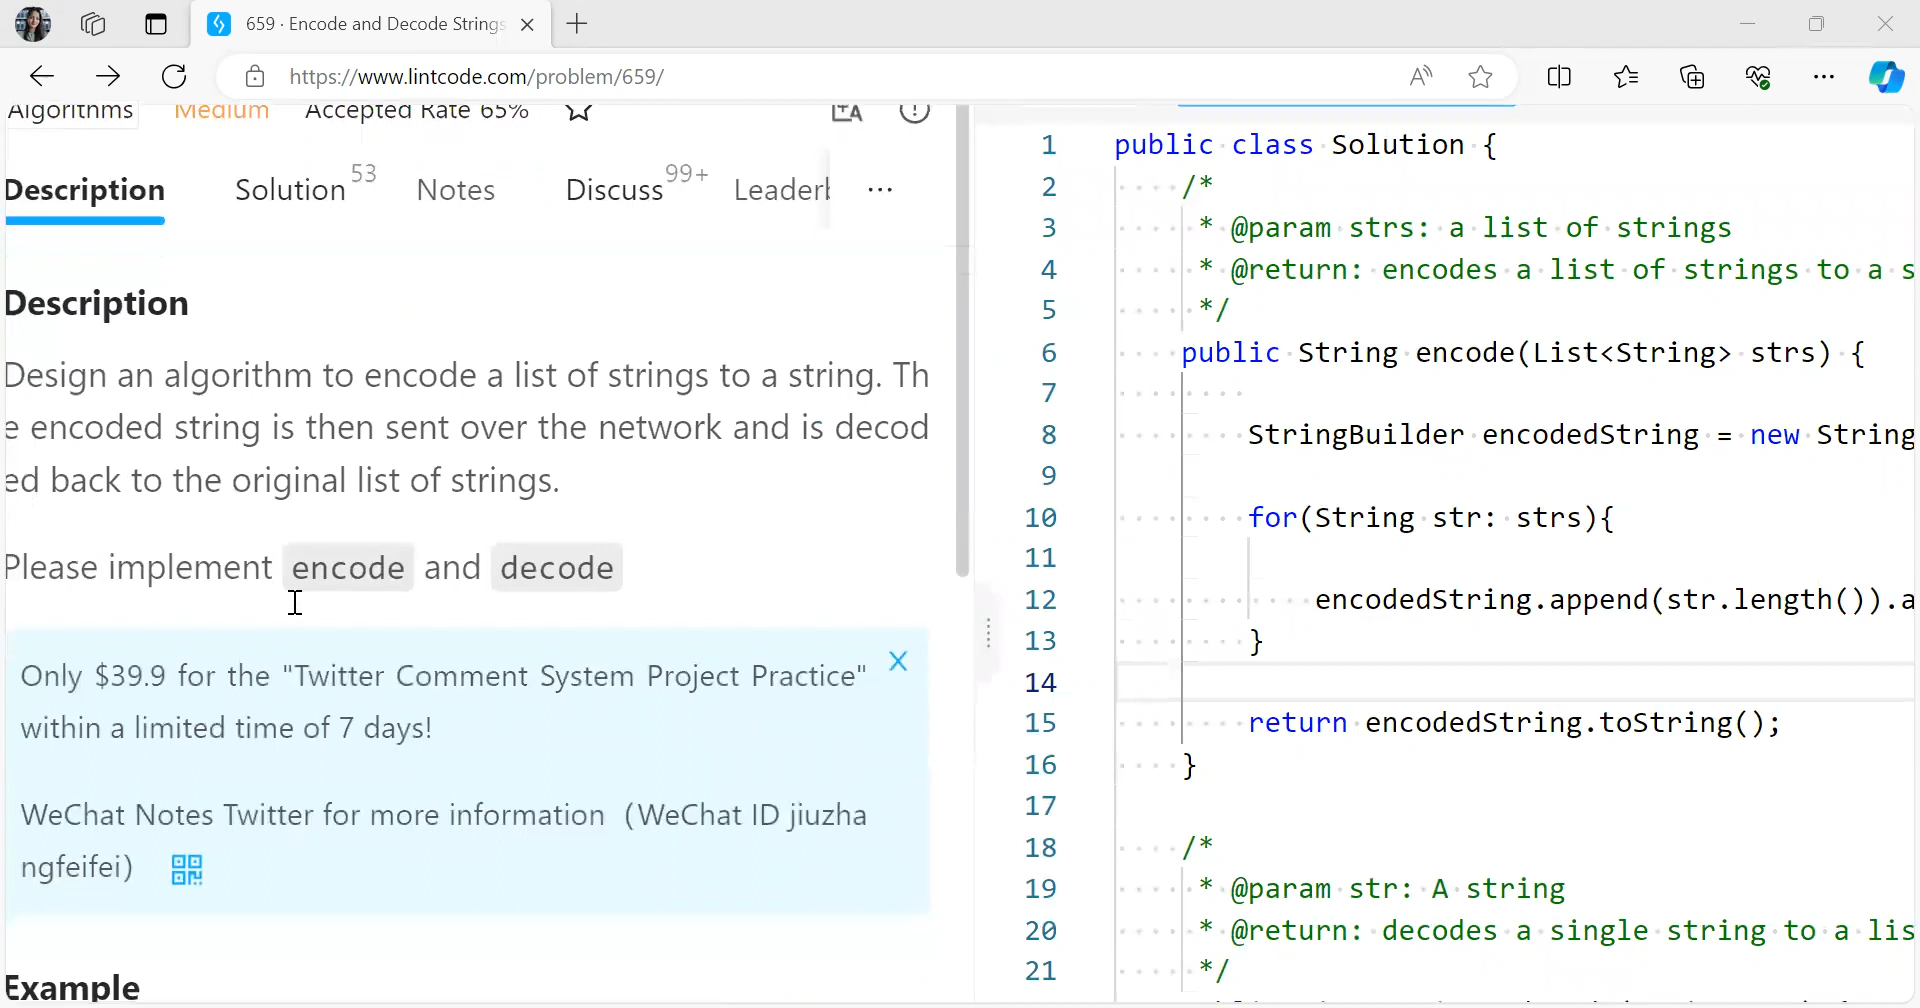 659 · Encode and Decode Strings
https://www.lintcode.com/problem/659/
Algorithms Medium Accepted Rate 65%
Description Solution 53 Notes Discuss 99+ Leaderb ...
Description
Design an algorithm to encode a list of strings to a string. Th
e encoded string is then sent over the network and is decod
ed back to the original list of strings.
Please implement encode and decode
Only $39.9 for the "Twitter Comment System Project Practice"
within a limited time of 7 days!
WeChat Notes Twitter for more information (WeChat ID jiuzha
ngfeifei)
Example
1 public class Solution {
2 /*
3 * @param strs: a list of strings
4 * @return: encodes a list of strings to a s
5 */
6 public String encode(List<String> strs) {
7
8 StringBuilder encodedString = new String
9
10 for(String str: strs){
11
12 encodedString.append(str.length()).a
13 }
14
15 return encodedString.toString();
16 }
17
18 /*
19 * @param str: A string
20 * @return: decodes a single string to a lis
21 */